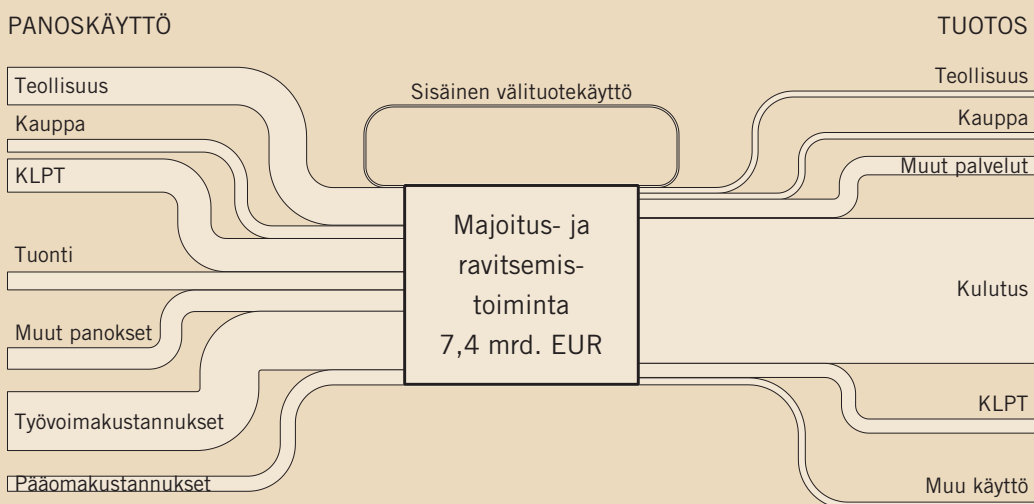 PANOSKÄYTTÖ
TUOTOS
Teollisuus
Kauppa
KLPT
Tuonti
Muut panokset
Työvoimakustannukset
Pääomakustannukset
Sisäinen välituotekäyttö
Majoitus- ja
ravitsemis-
toiminta
7,4 mrd. EUR
Teollisuus
Kauppa
Muut palvelut
Kulutus
KLPT
Muu käyttö